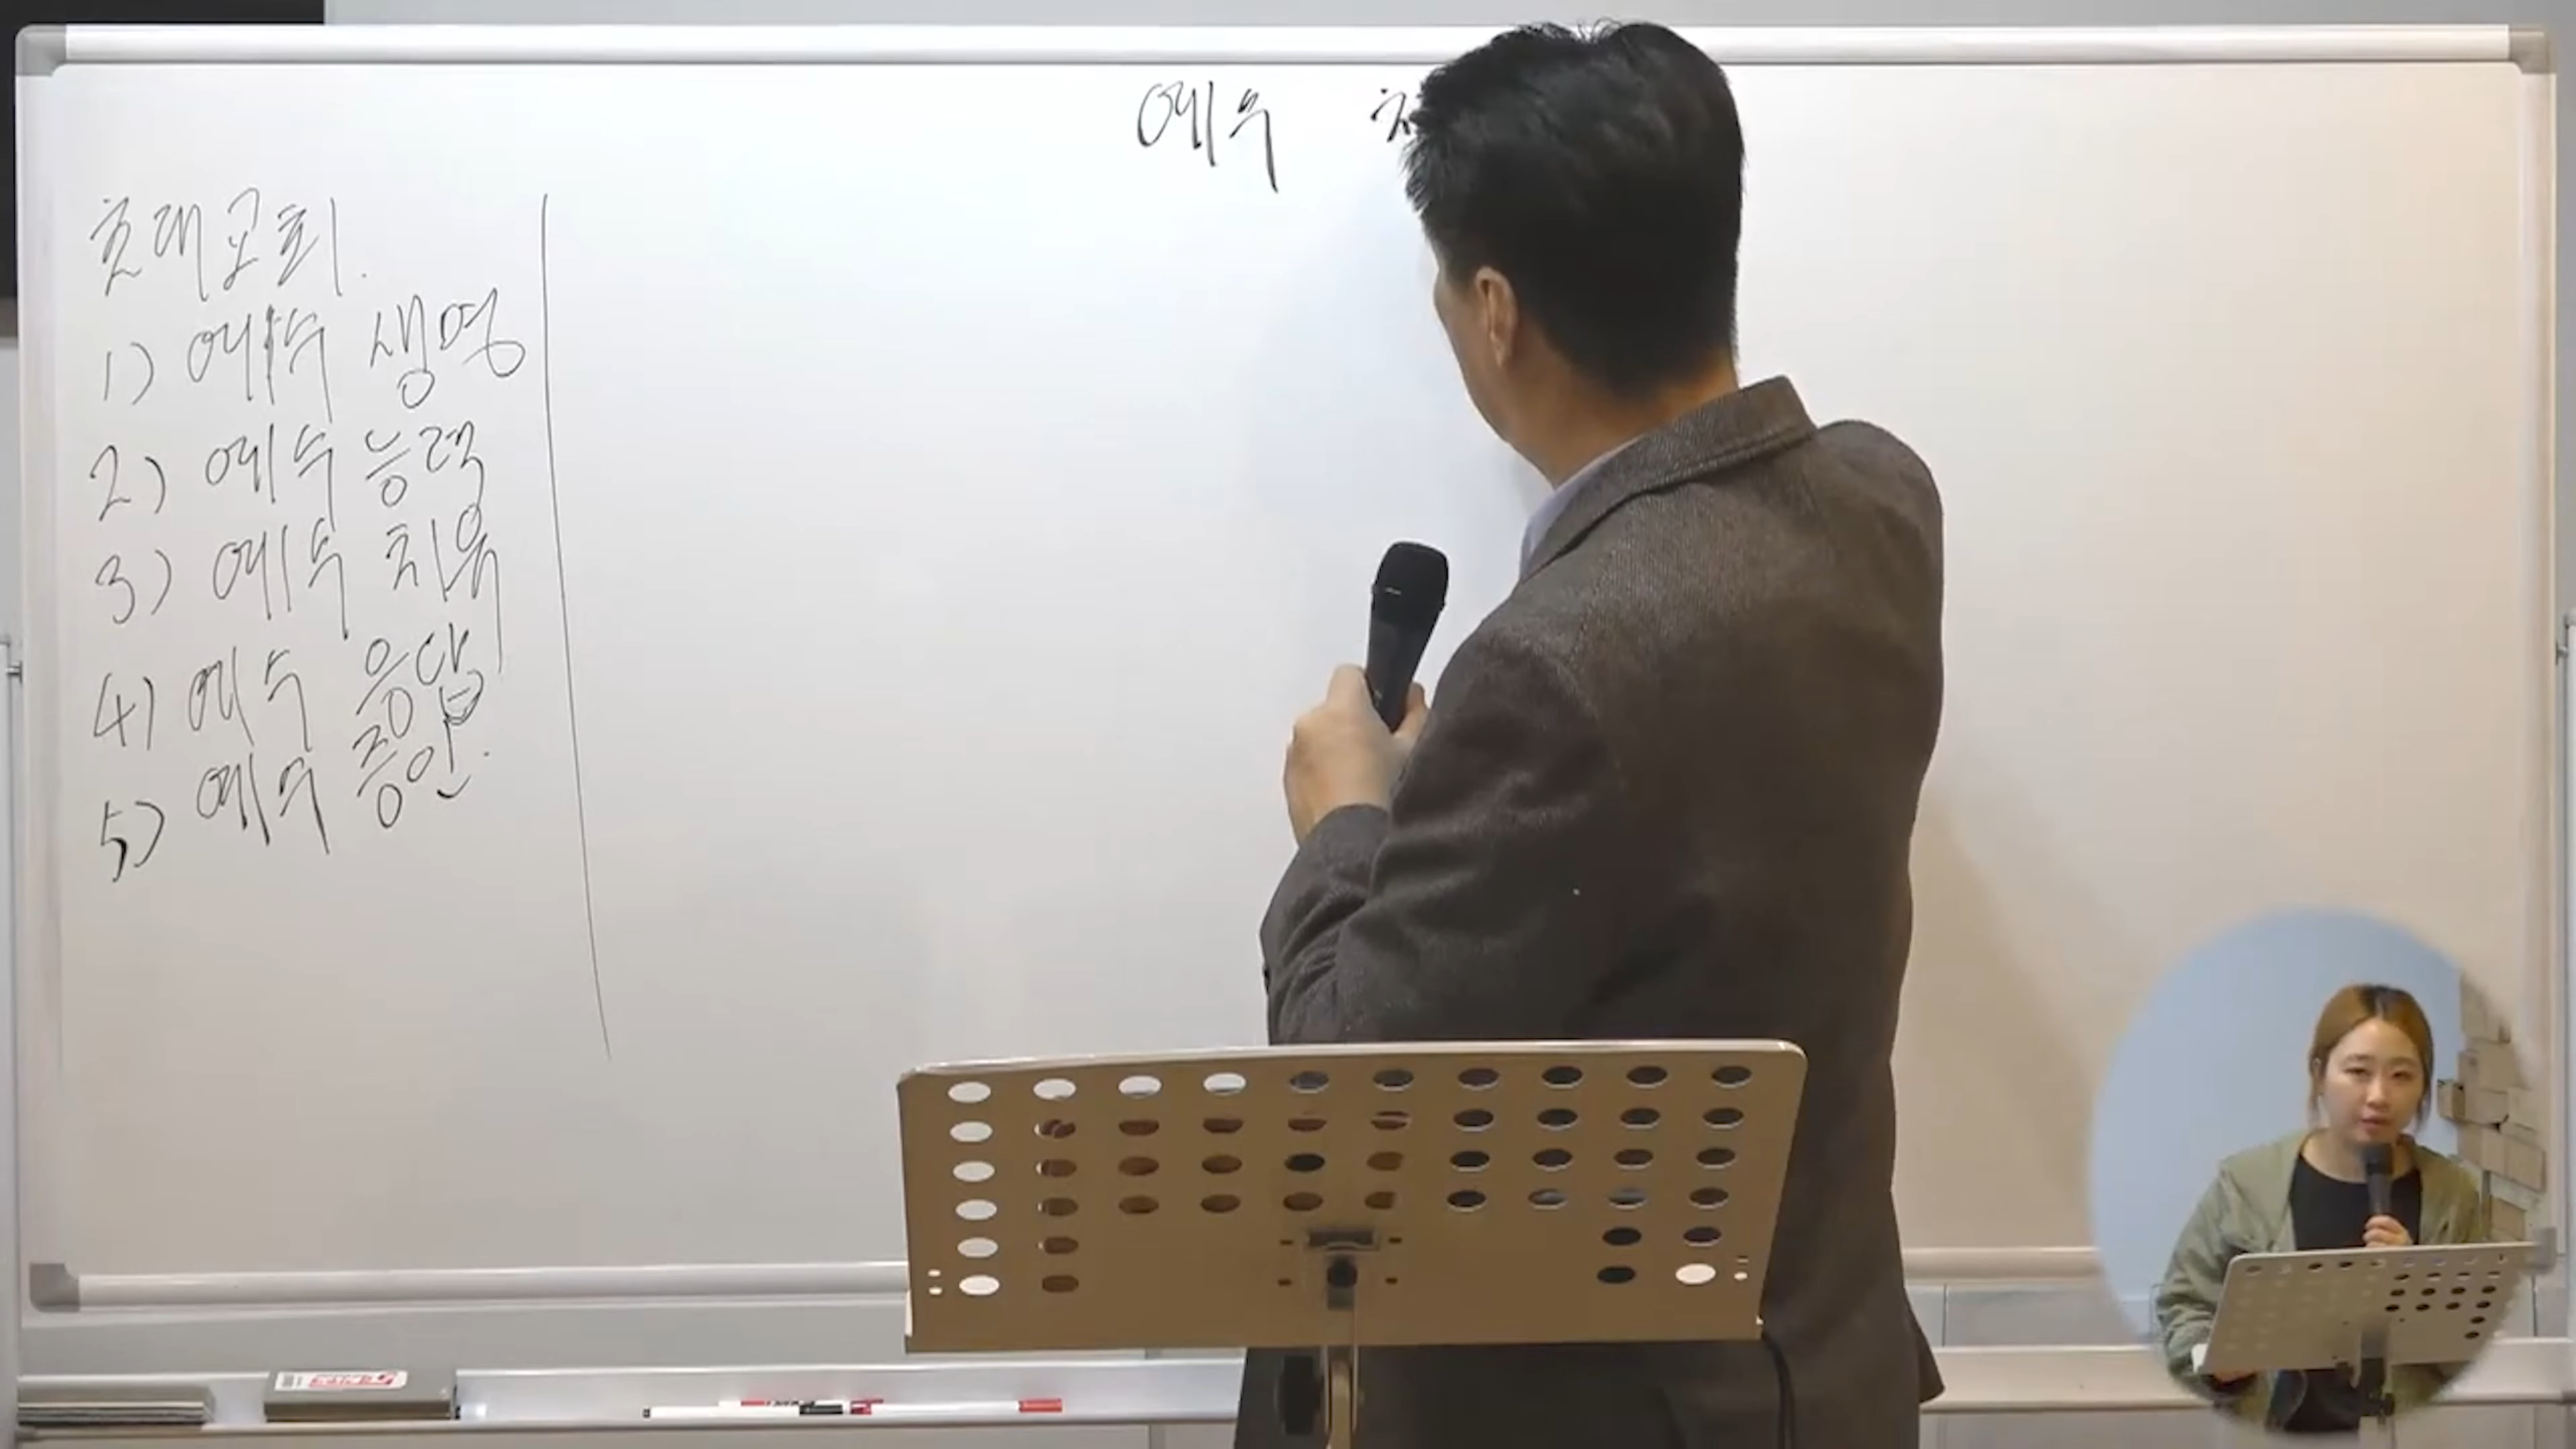 예수
초대교회.
1) 예수 생명
2) 예수 능력
3) 예수 치유
4) 예수 응답
5) 예수 증인.